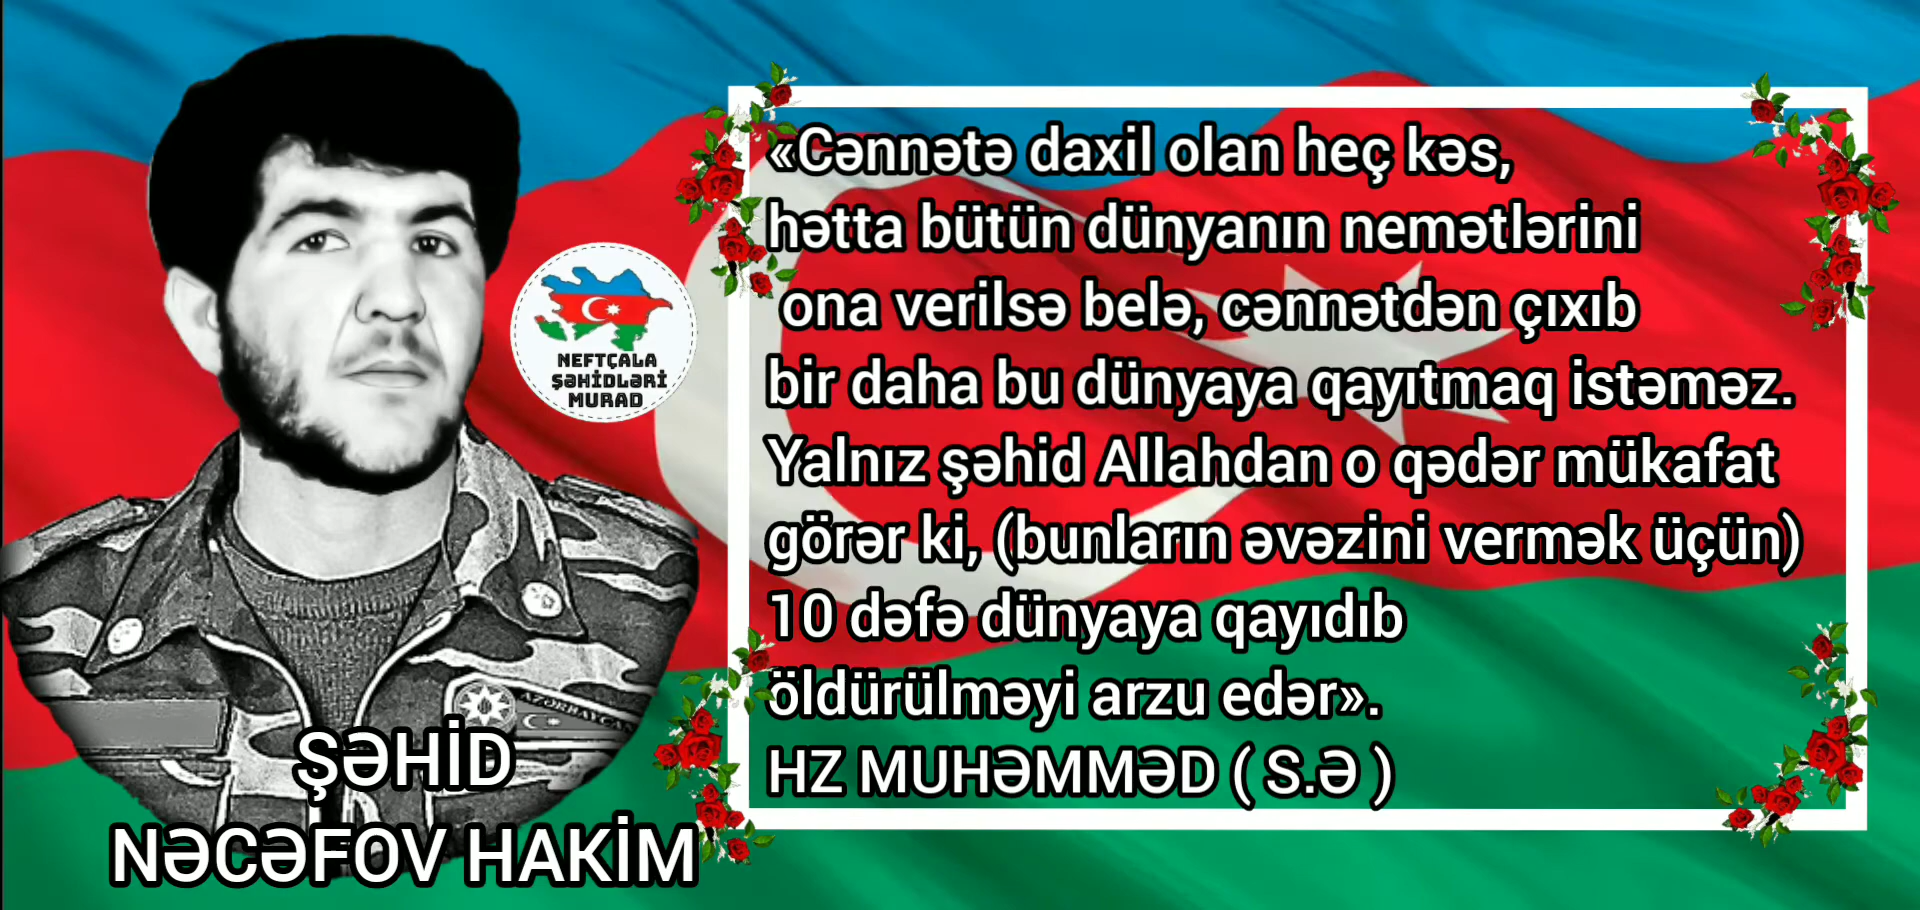 «Cənnətə daxil olan heç kəs,
hətta bütün dünyanın nemətlərini
ona verilsə belə, cənnətdən çıxıb
bir daha bu dünyaya qayıtmaq istəməz.
Yalnız şəhid Allahdan o qədər mükafat
görər ki, (bunların əvəzini vermək üçün)
10 dəfə dünyaya qayıdıb
öldürülməyi arzu edər».
HZ MUHƏMMƏD ( S.Ə )
NEFTÇALA
ŞƏHİDLƏRİ
MURAD
AZƏRBAYCAN
ŞƏHİD
NƏCƏFOV HAKİM